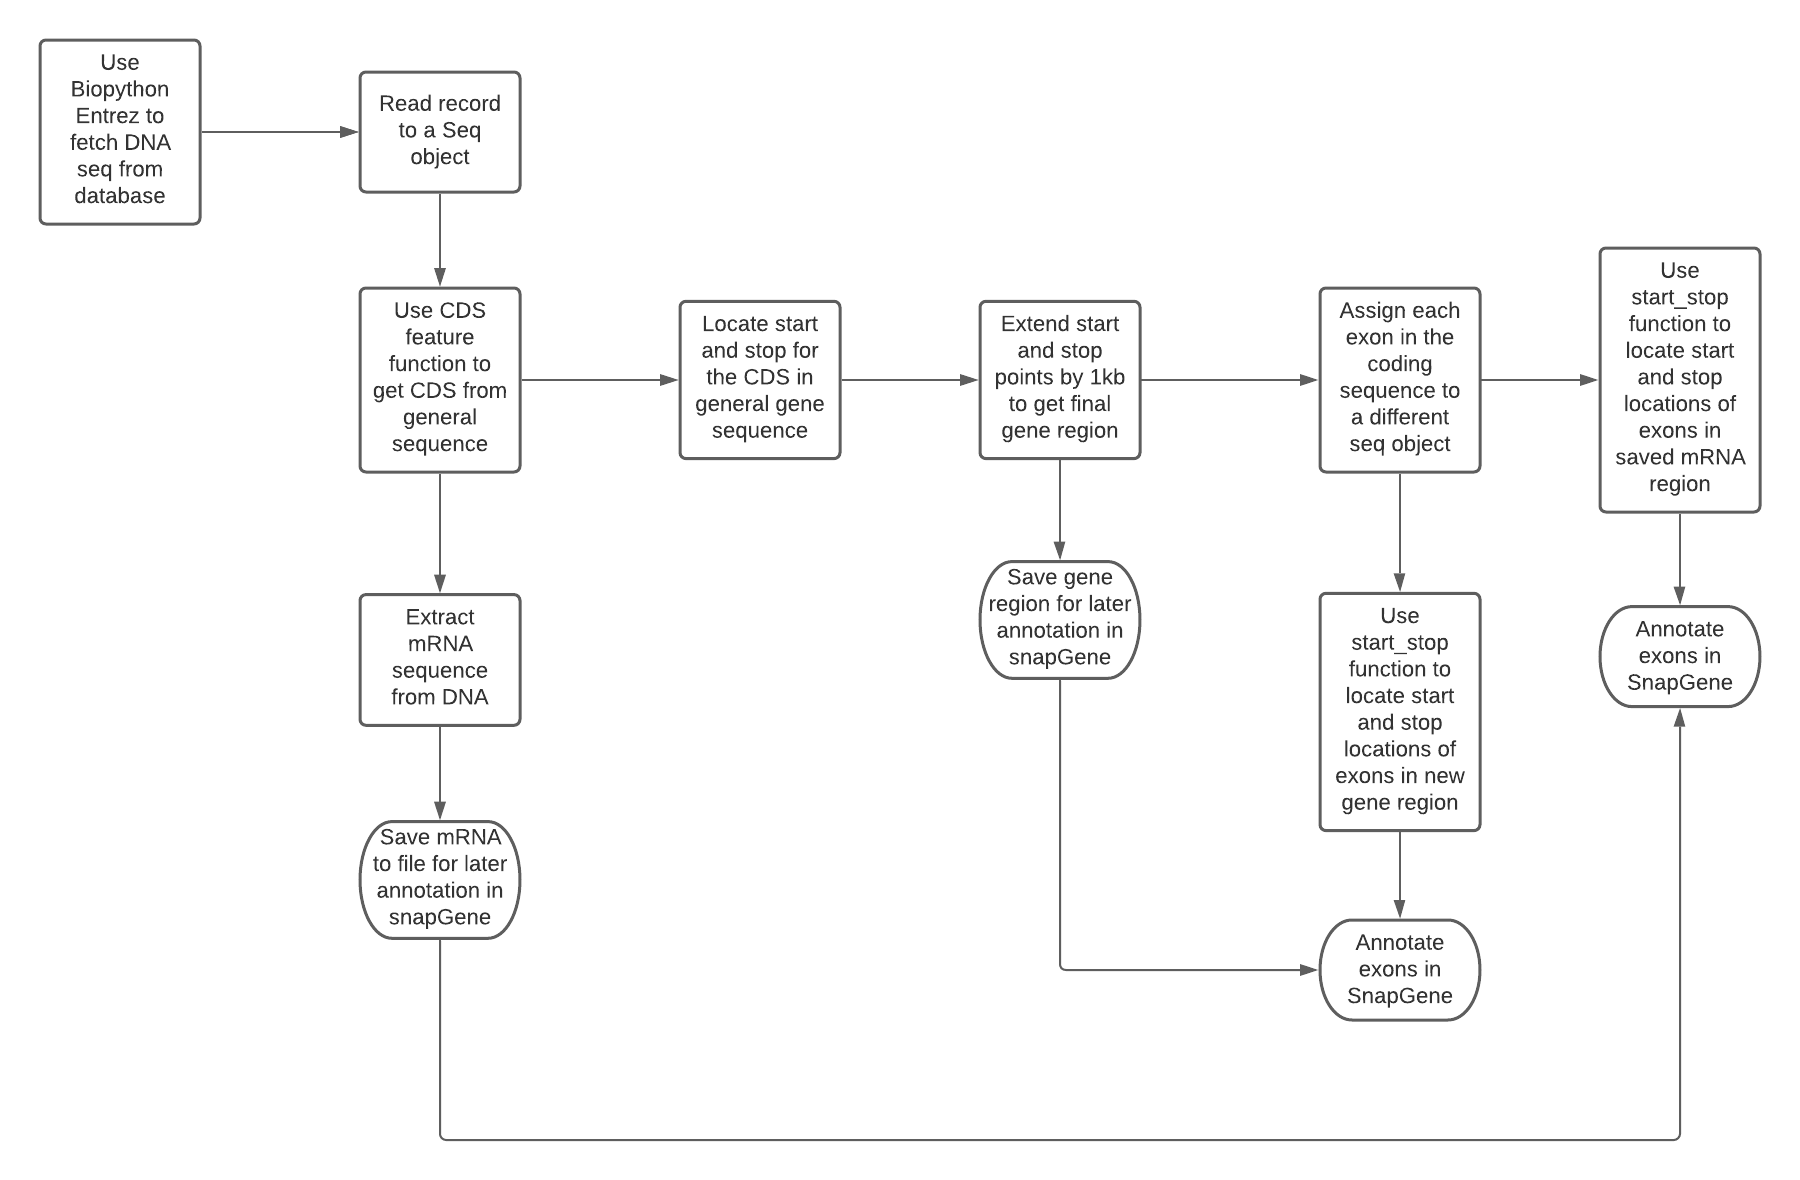 Use
Biopython
Entrez to
fetch DNA
seq from
database
Read record
to a Seq
object
Use CDS
feature
function to
get CDS from
general
sequence
Locate start
and stop for
the CDS in
general gene
sequence
Extend start
and stop
points by 1kb
to get final
gene region
Assign each
exon in the
coding
sequence to
a different
seq object
Use
start_stop
function to
locate start
and stop
locations of
exons in
saved mRNA
region
Extract
mRNA
sequence
from DNA
Save gene
region for later
annotation in
snapGene
Use
start_stop
function to
locate start
and stop
locations of
exons in new
gene region
Annotate
exons in
SnapGene
Save mRNA
to file for later
annotation in
snapGene
Annotate
exons in
SnapGene